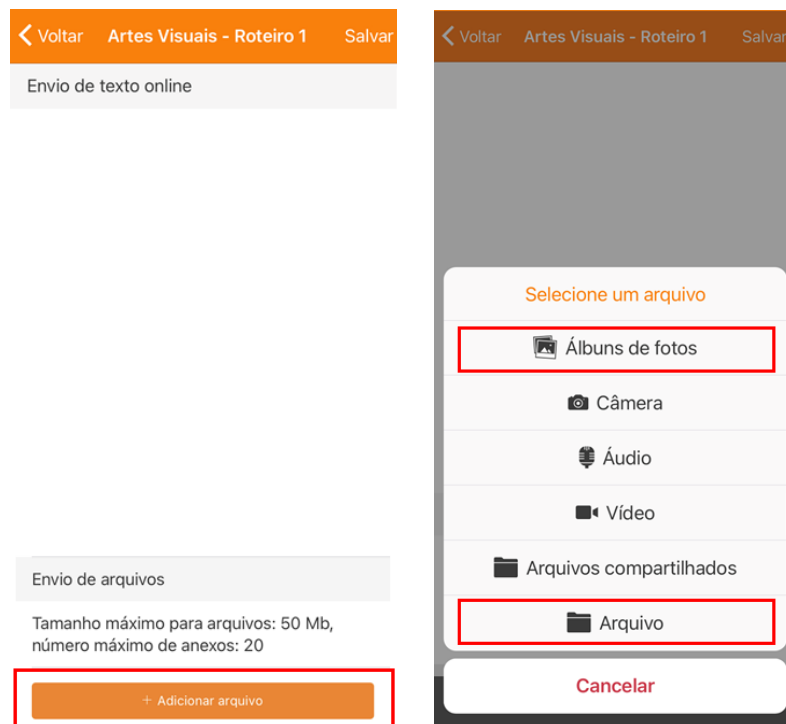 Voltar Artes Visuais - Roteiro 1 Salvar
Envio de texto online
Envio de arquivos
Tamanho máximo para arquivos: 50 Mb,
número máximo de anexos: 20
+ Adicionar arquivo
Voltar Artes Visuais - Roteiro 1 Salvar
Selecione um arquivo
Álbuns de fotos
Câmera
Áudio
Vídeo
Arquivos compartilhados
Arquivo
Cancelar